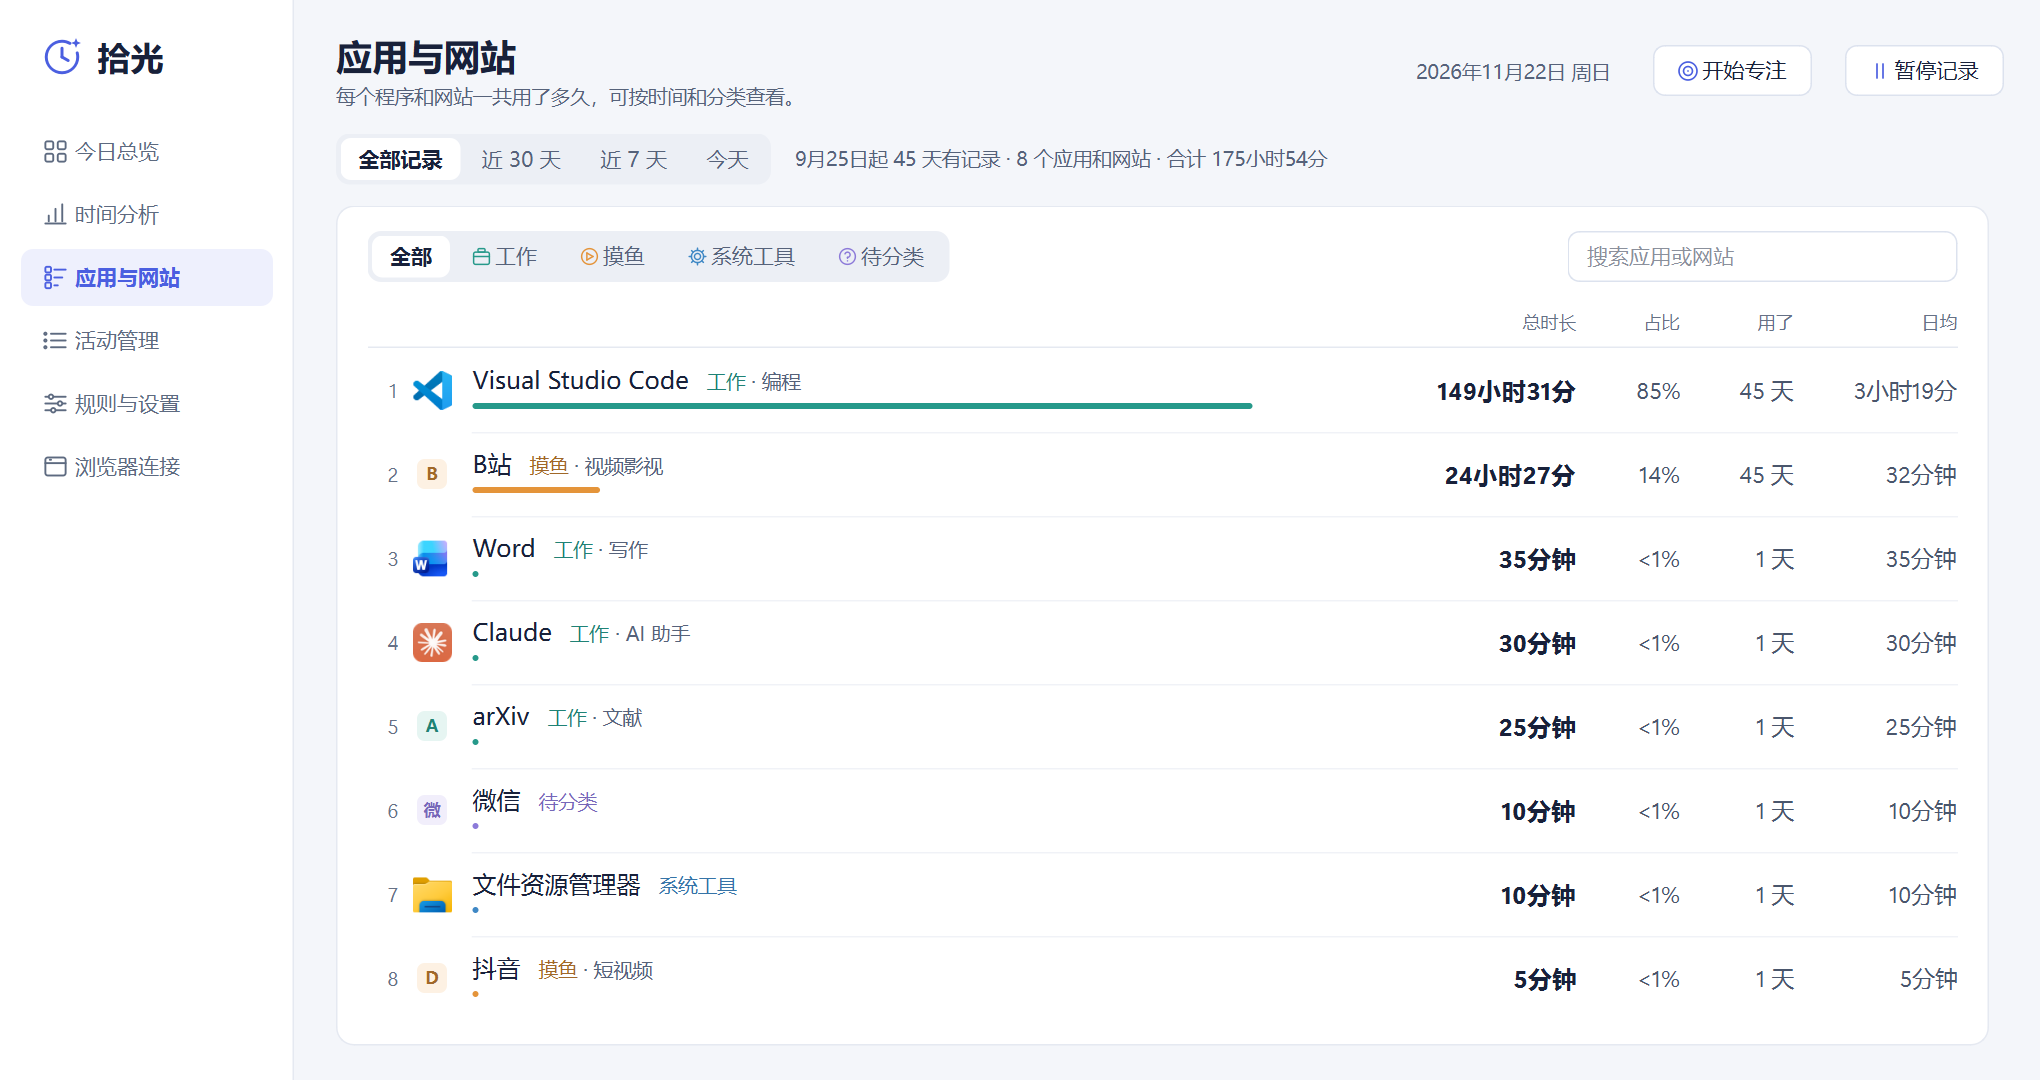 拾光
今日总览
时间分析
应用与网站
活动管理
规则与设置
浏览器连接
应用与网站
每个程序和网站一共用了多久，可按时间和分类查看。
2026年11月22日 周日
开始专注
暂停记录
全部记录 近 30 天 近 7 天 今天
9月25日起 45 天有记录 · 8 个应用和网站 · 合计 175小时54分
全部 工作 摸鱼 系统工具 待分类
搜索应用或网站
总时长 占比 用了 日均
1 Visual Studio Code 工作 · 编程 149小时31分 85% 45 天 3小时19分
2 B B站 摸鱼 · 视频影视 24小时27分 14% 45 天 32分钟
3 W Word 工作 · 写作 35分钟 <1% 1 天 35分钟
4 Claude 工作 · AI 助手 30分钟 <1% 1 天 30分钟
5 A arXiv 工作 · 文献 25分钟 <1% 1 天 25分钟
6 微 微信 待分类 10分钟 <1% 1 天 10分钟
7 文件资源管理器 系统工具 10分钟 <1% 1 天 10分钟
8 D 抖音 摸鱼 · 短视频 5分钟 <1% 1 天 5分钟